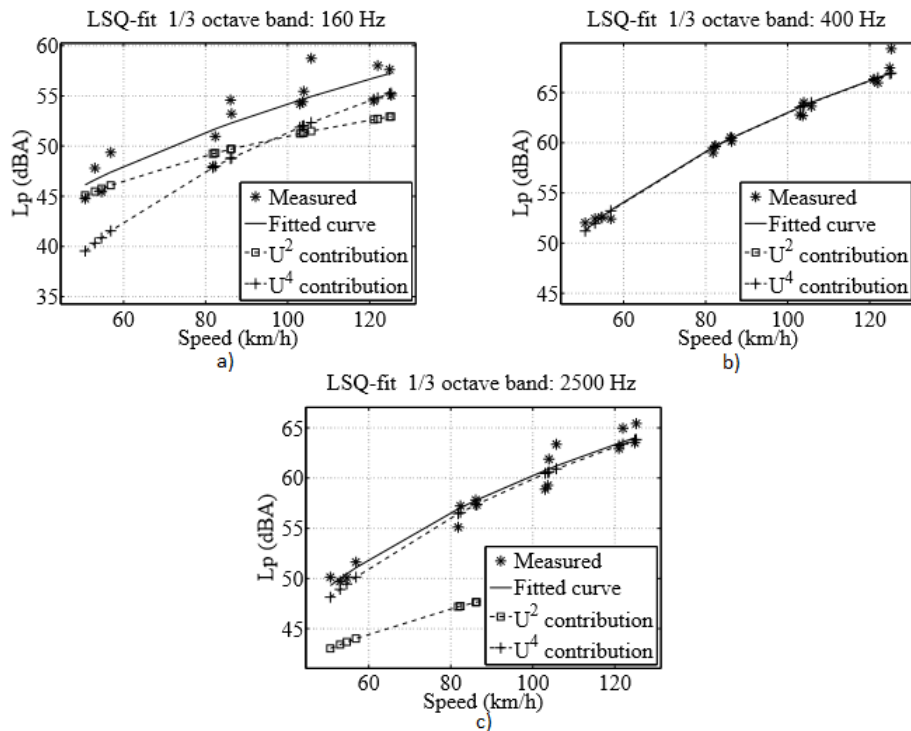 LSQ-fit 1/3 octave band: 160 Hz
60
55
50
45
40
35
Lp (dBA)
Measured
Fitted curve
U² contribution
U⁴ contribution
60 80 100 120
Speed (km/h)
a)
LSQ-fit 1/3 octave band: 400 Hz
65
60
55
50
45
Lp (dBA)
Measured
Fitted curve
U² contribution
U⁴ contribution
60 80 100 120
Speed (km/h)
b)
LSQ-fit 1/3 octave band: 2500 Hz
65
60
55
50
45
Lp (dBA)
Measured
Fitted curve
U² contribution
U⁴ contribution
60 80 100 120
Speed (km/h)
c)